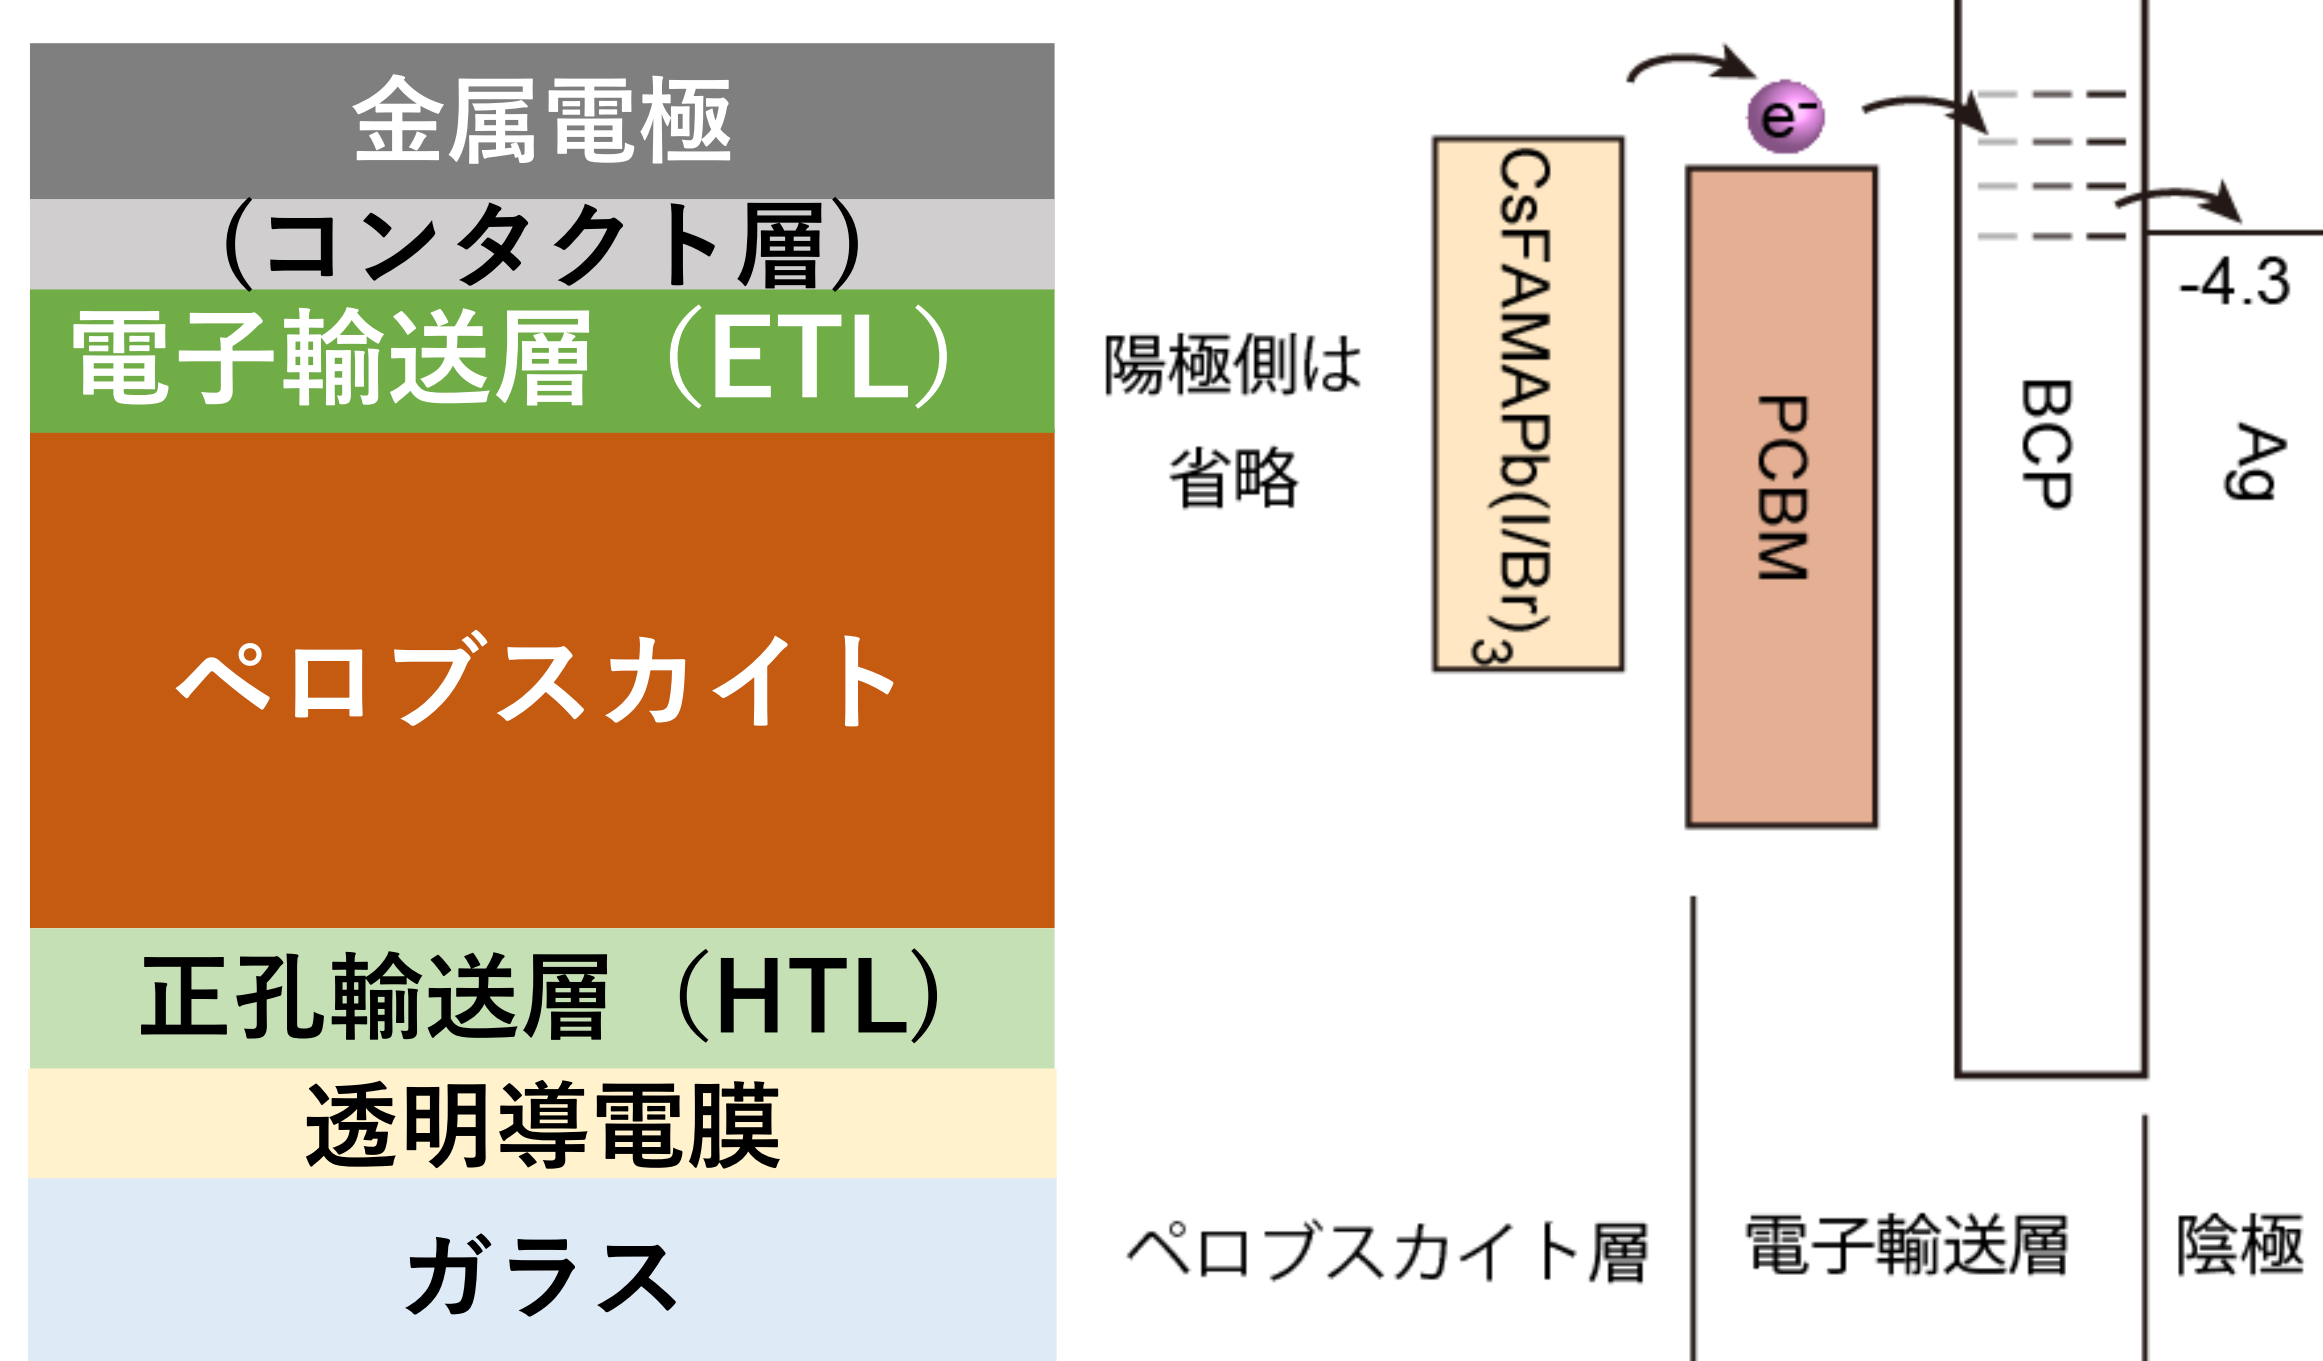 金属電極
(コンタクト層)
電子輸送層（ETL）
ペロブスカイト
正孔輸送層（HTL）
透明導電膜
ガラス
陽極側は
省略
CsFAMAPb(I/Br)3
e-
PCBM
BCP
-4.3
Ag
ペロブスカイト層
電子輸送層
陰極